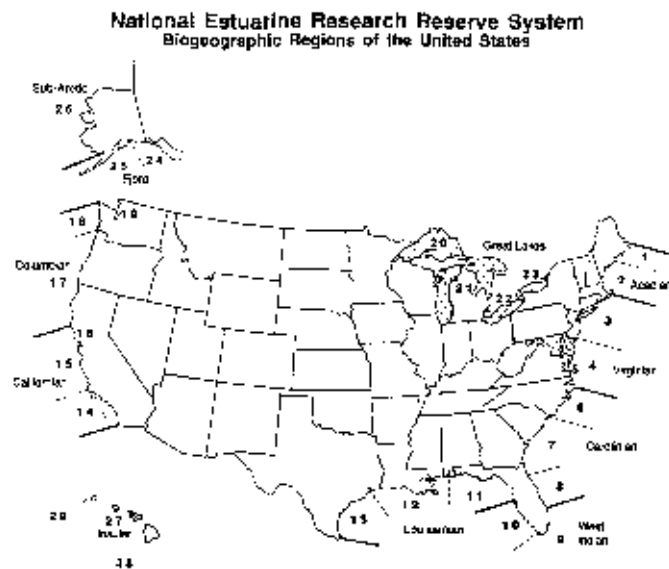 National Estuarine Research Reserve System
Biogeographic Regions of the United States
Sub-Arctic
26
25 24
Fjord
18 19
20
Great Lakes
1
Columbian
17
21
22
23
2
3
16
15
Californian
14
4
5
Virginian
6
7
Carolinian
8
29
27
Insular
28
13
12
Louisianian
11
10
9
West
Indian